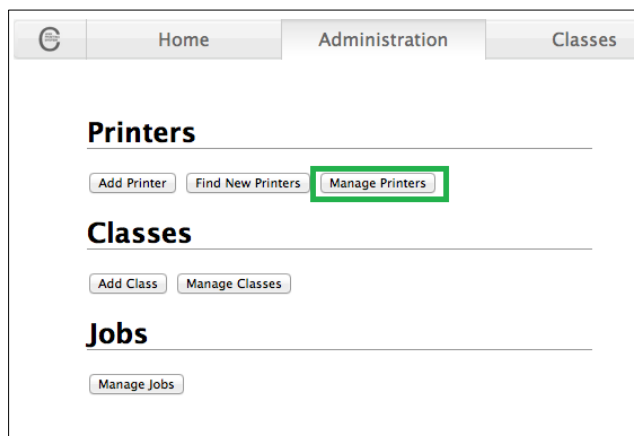 Home Administration Classes
Printers
Add Printer Find New Printers Manage Printers
Classes
Add Class Manage Classes
Jobs
Manage Jobs